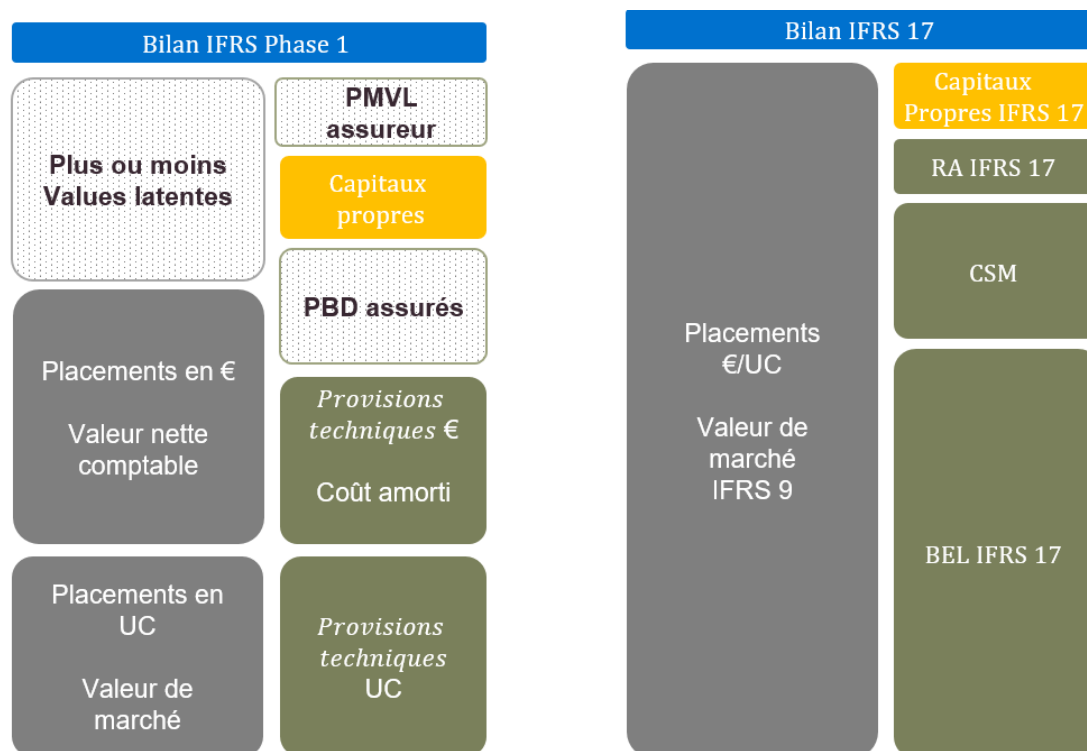 Bilan IFRS Phase 1
Plus ou moins
Values latentes
PMVL
assureur
Capitaux
propres
PBD assurés
Placements en €
Valeur nette
comptable
Provisions
techniques €
Coût amorti
Placements en
UC
Valeur de
marché
Provisions
techniques
UC
Bilan IFRS 17
Placements
€/UC
Valeur de
marché
IFRS 9
Capitaux
Propres IFRS 17
RA IFRS 17
CSM
BEL IFRS 17